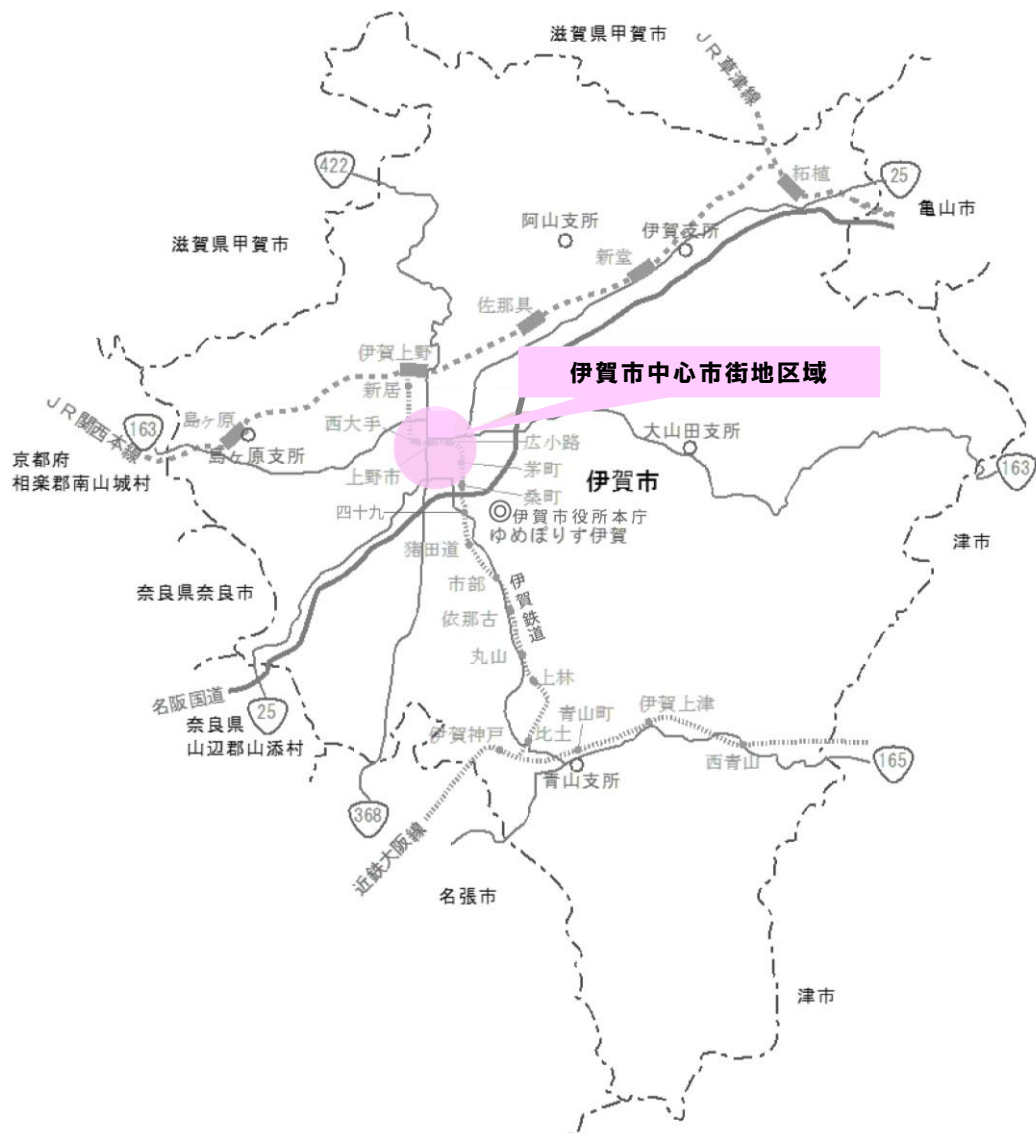 滋賀県甲賀市
JR草津線
422
柘植
25
亀山市
阿山支所
伊賀支所
滋賀県甲賀市
新堂
佐那具
伊賀上野
伊賀市中心市街地区域
新居
西大手
島ヶ原
163
JR関西本線
島ヶ原支所
広小路
大山田支所
京都府
相楽郡南山城村
上野市
茅町
伊賀市
163
桑町
四十九
伊賀市役所本庁
ゆめぽりす伊賀
津市
猪田道
奈良県奈良市
市部
伊賀鉄道
依那古
丸山
上林
名阪国道
25
奈良県
山辺郡山添村
伊賀神戸
比土
青山町
伊賀上津
西青山
165
青山支所
368
近鉄大阪線
名張市
津市